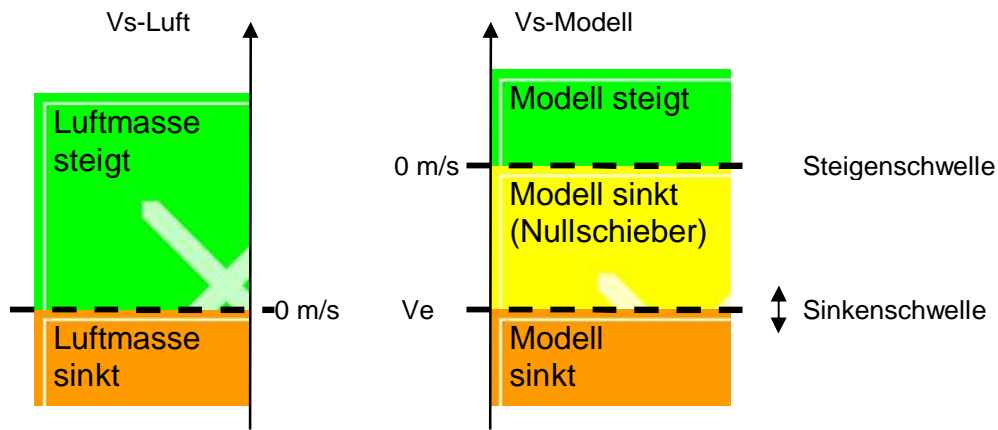 Vs-Luft
Luftmasse
steigt
0 m/s
Luftmasse
sinkt
Vs-Modell
Modell steigt
0 m/s
Steigenschwelle
Modell sinkt
(Nullschieber)
Ve
Sinkenschwelle
Modell
sinkt